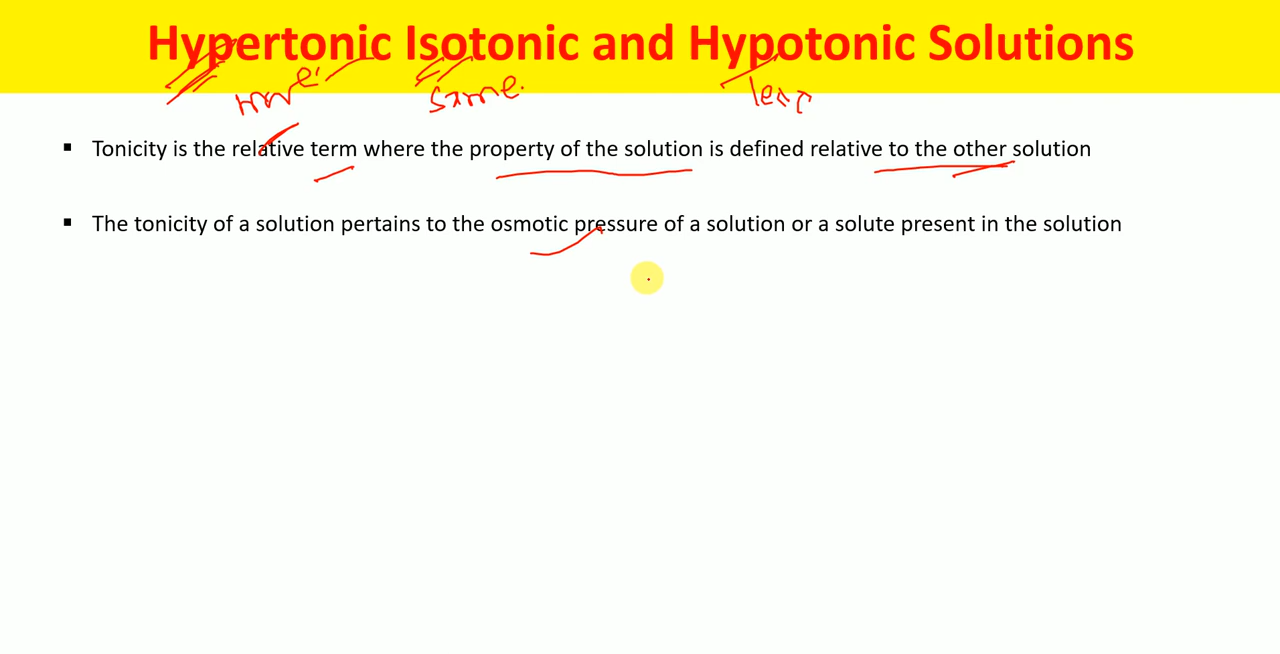 Hypertonic Isotonic and Hypotonic Solutions
more same. less
▪ Tonicity is the relative term where the property of the solution is defined relative to the other solution
▪ The tonicity of a solution pertains to the osmotic pressure of a solution or a solute present in the solution